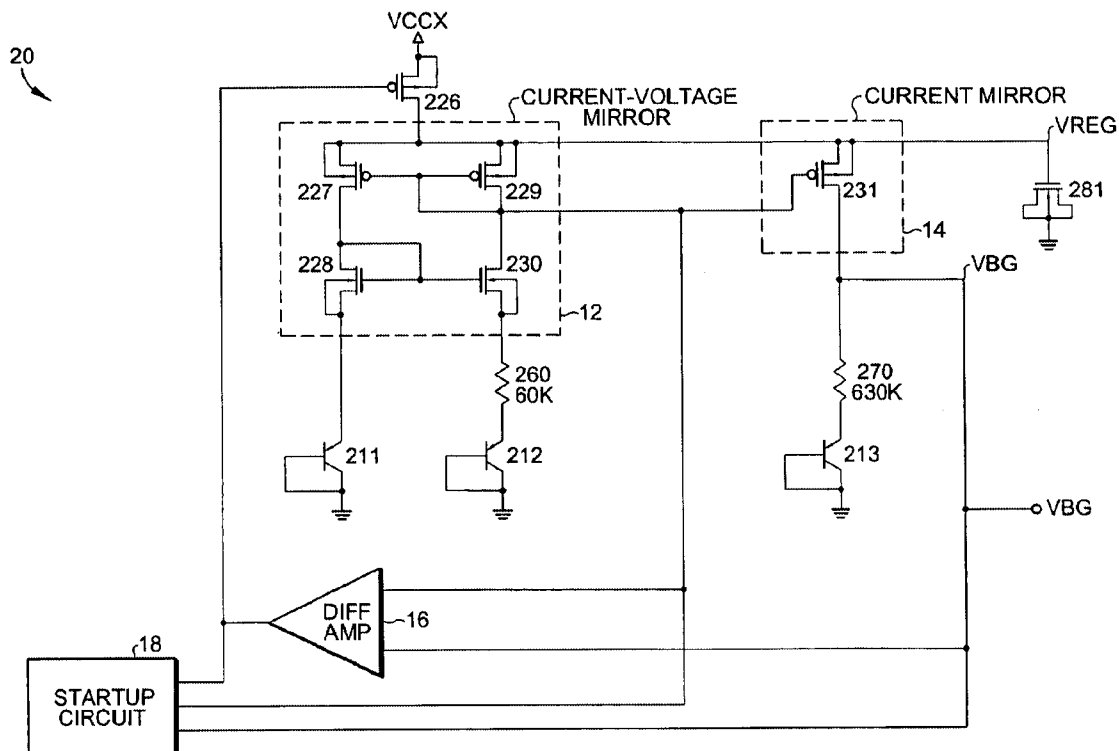 VCCX
20
226
CURRENT-VOLTAGE
MIRROR
CURRENT MIRROR
VREG
227
229
231
281
14
228
230
VBG
12
260
60K
270
630K
211
212
213
VBG
DIFF
AMP
16
18
STARTUP
CIRCUIT